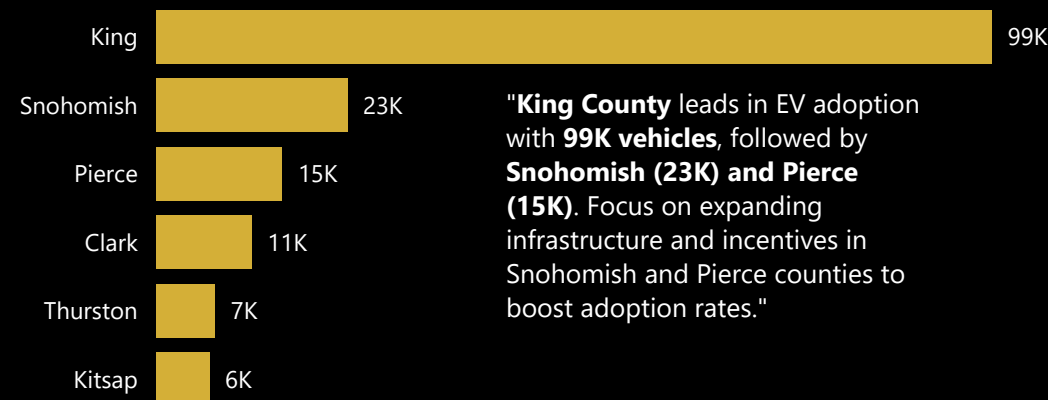 King 99K
Snohomish 23K
Pierce 15K
Clark 11K
Thurston 7K
Kitsap 6K
"King County leads in EV adoption
with 99K vehicles, followed by
Snohomish (23K) and Pierce
(15K). Focus on expanding
infrastructure and incentives in
Snohomish and Pierce counties to
boost adoption rates."